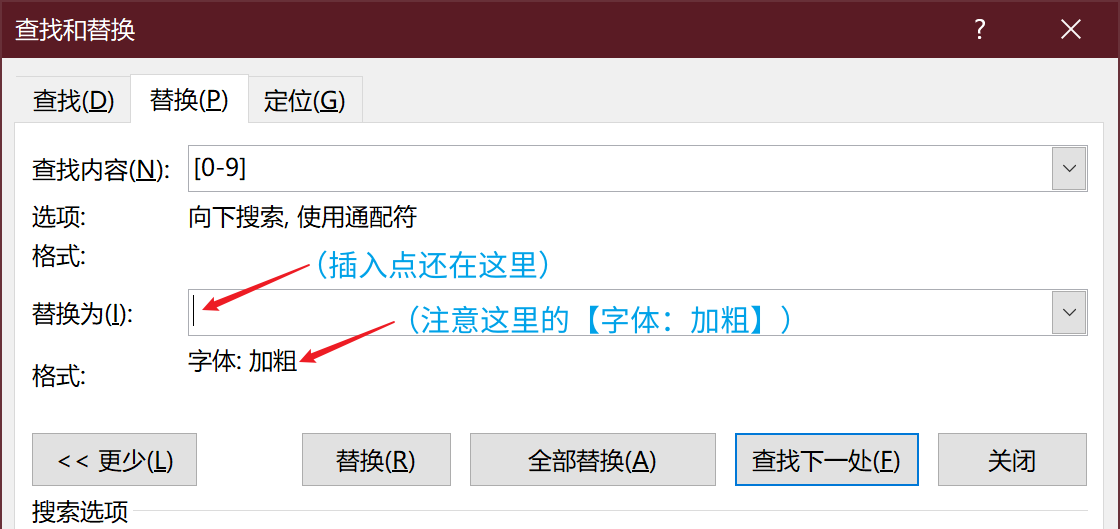 查找和替换 ?
查找(D) 替换(P) 定位(G)
查找内容(N): [0-9]
选项: 向下搜索, 使用通配符
格式:
（插入点还在这里）
替换为(I):
（注意这里的【字体：加粗】）
字体: 加粗
格式:
<< 更少(L) 替换(R) 全部替换(A) 查找下一处(F) 关闭
搜索选项